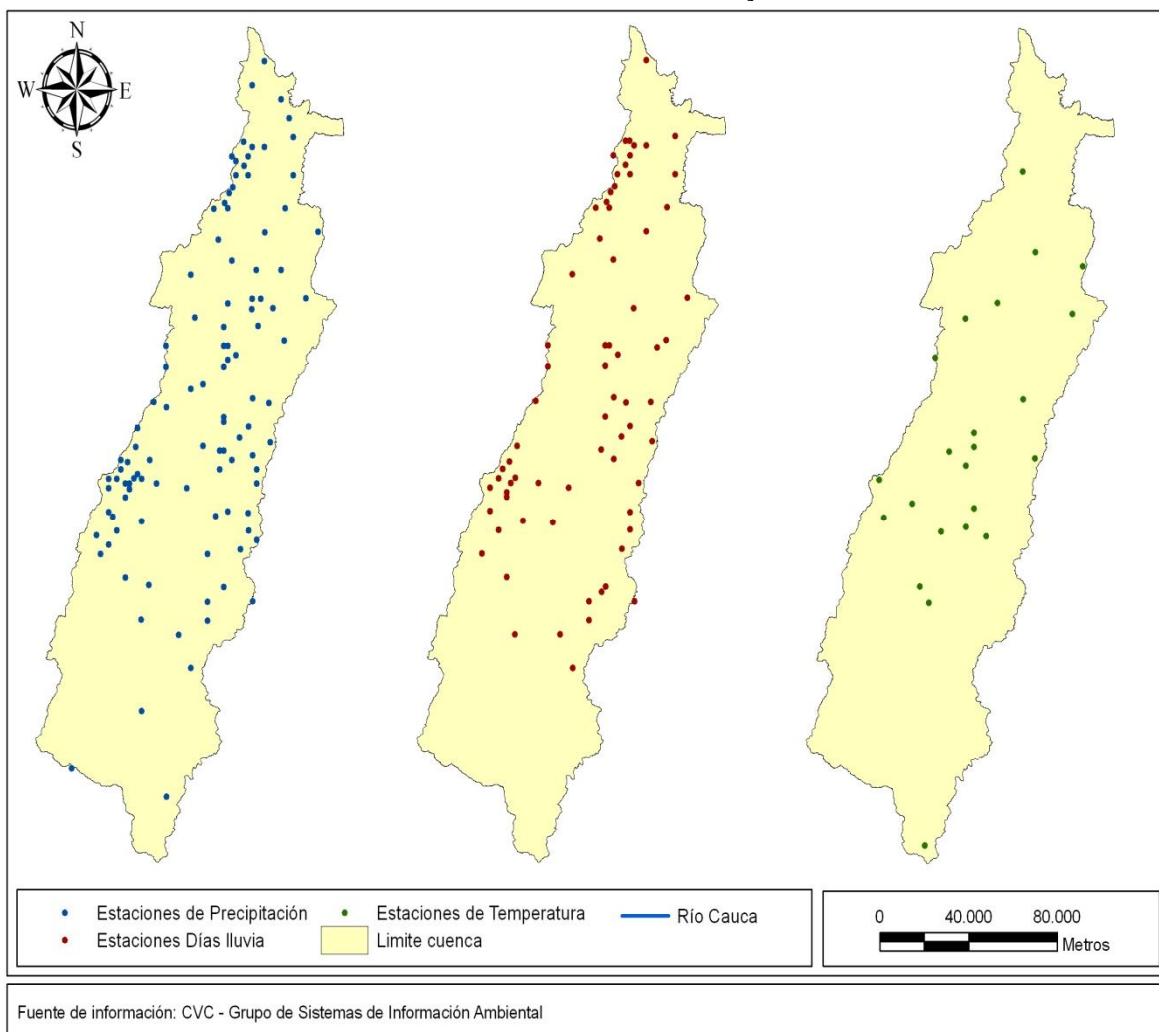 N
W E
S
Estaciones de Precipitación
Estaciones de Temperatura
Río Cauca
Estaciones Días lluvia
Limite cuenca
0 40.000 80.000
Metros
Fuente de información: CVC - Grupo de Sistemas de Información Ambiental